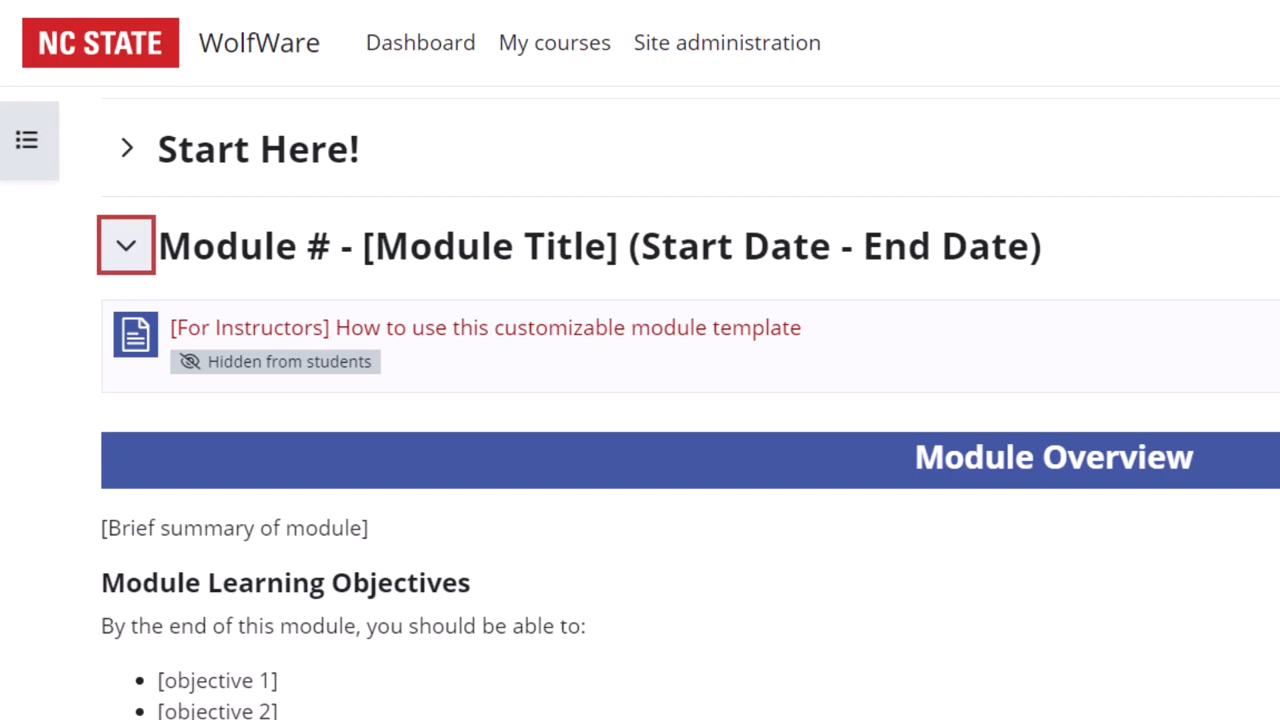 NC STATE WolfWare Dashboard My courses Site administration
Start Here!
Module # - [Module Title] (Start Date - End Date)
[For Instructors] How to use this customizable module template
Hidden from students
Module Overview
[Brief summary of module]
Module Learning Objectives
By the end of this module, you should be able to:
[objective 1]
[objective 2]